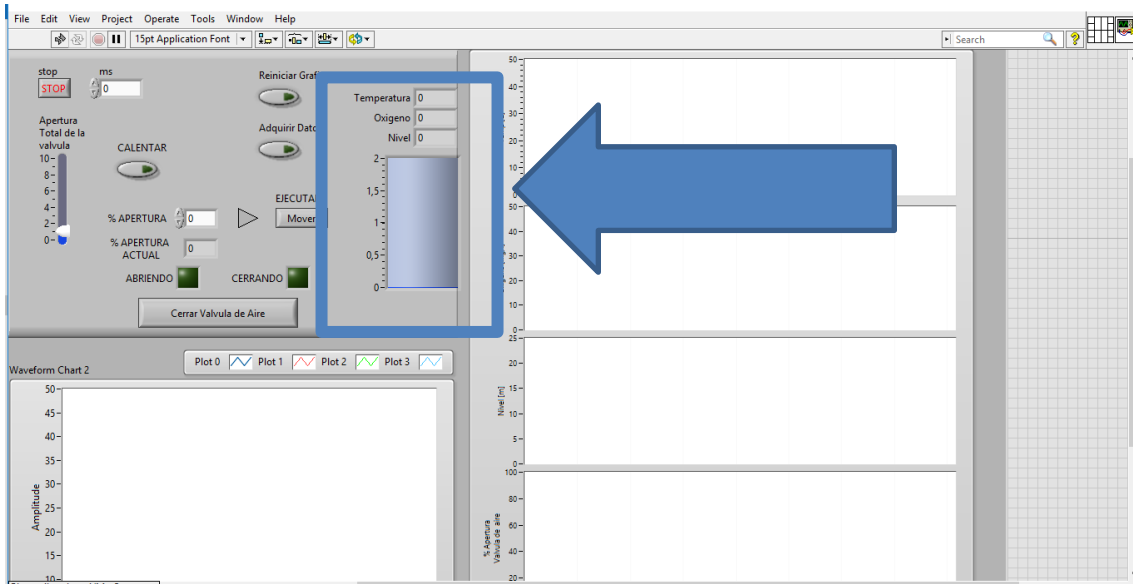 File Edit View Project Operate Tools Window Help
15pt Application Font
Search
stop
STOP
ms
0
Reiniciar Graf
Temperatura 0
Oxigeno 0
Nivel 0
Apertura
Total de la
valvula
10
8
6
4
2
0
CALENTAR
Adquirir Dato
% APERTURA 0
EJECUTA
Mover
% APERTURA
ACTUAL
0
ABRIENDO
CERRANDO
Cerrar Valvula de Aire
2
1,5
1
0,5
0
50
40
30
20
10
50
40
30
20
10
0
25
20
15
10
5
0
Nivel [m]
100
80
60
40
20
% Apertura
Valvula de aire
Plot 0 Plot 1 Plot 2 Plot 3
Waveform Chart 2
50
45
40
35
30
25
20
15
10
Amplitude